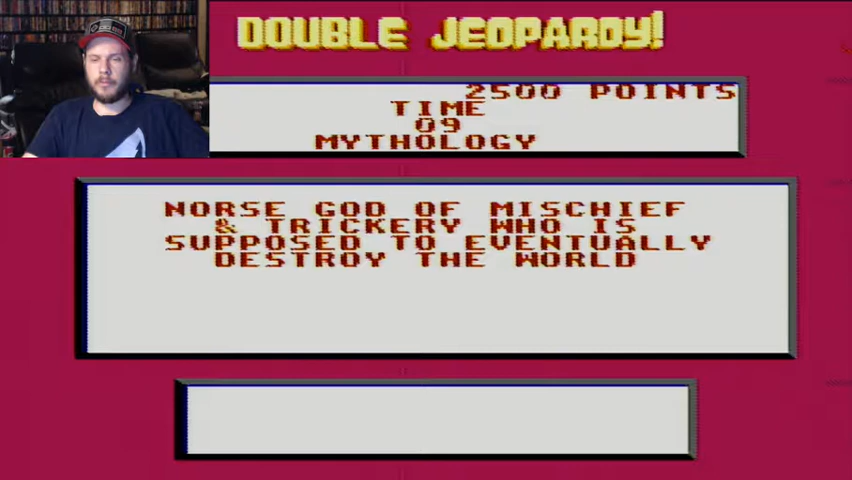 DOUBLE JEOPARDY!
2500 POINTS
TIME
09
MYTHOLOGY
NORSE GOD OF MISCHIEF
& TRICKERY WHO IS
SUPPOSED TO EVENTUALLY
DESTROY THE WORLD